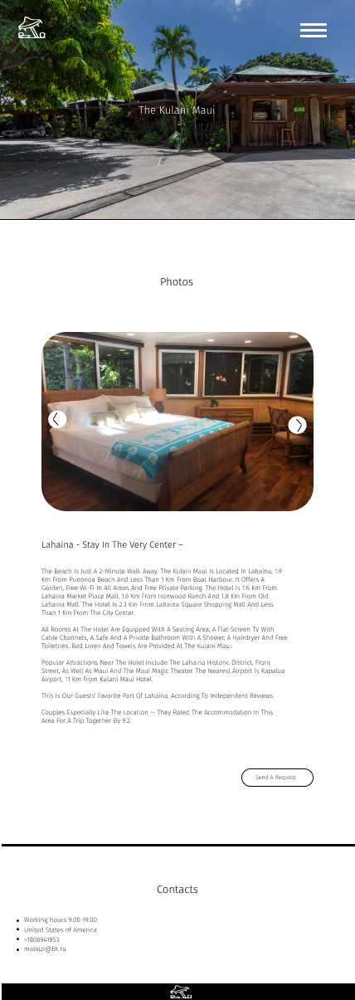 The Kulani Maui
ALOHA
Photos
Lahaina - Stay In The Very Center –
The Beach Is Just A 2-Minute Walk Away. The Kulani Maui Is Located In Lahaina, 1.9
Km From Punonoa Beach And Less Than 1 Km From Boat Harbour. It Offers A
Garden, Free Wi-Fi In All Areas And Free Private Parking. The Hotel Is 1.6 Km From
Lahaina Market Place Mall, 1.6 Km From Ironwood Ranch And 1.8 Km From Old
Lahaina Mall. The Hotel Is 2.3 Km From Lahaina Square Shopping Mall And Less
Than 1 Km From The City Center.
All Rooms At The Hotel Are Equipped With A Seating Area, A Flat-Screen TV With
Cable Channels, A Safe And A Private Bathroom With A Shower, A Hairdryer And Free
Toiletries. Bed Linen And Towels Are Provided At The Kulani Maui.
Popular Attractions Near The Hotel Include The Lahaina Historic District, Front
Street, As Well As Maui And The Maui Magic Theater. The Nearest Airport Is Kapalua
Airport, 11 Km From Kulani Maui Hotel.
This Is Our Guests' Favorite Part Of Lahaina, According To Independent Reviews.
Couples Especially Like The Location — They Rated The Accommodation In This
Area For A Trip Together By 9.2.
Send A Request
Contacts
Working hours 9.00-19.00
United States of America
+1808941853
malajzi@bk.ru